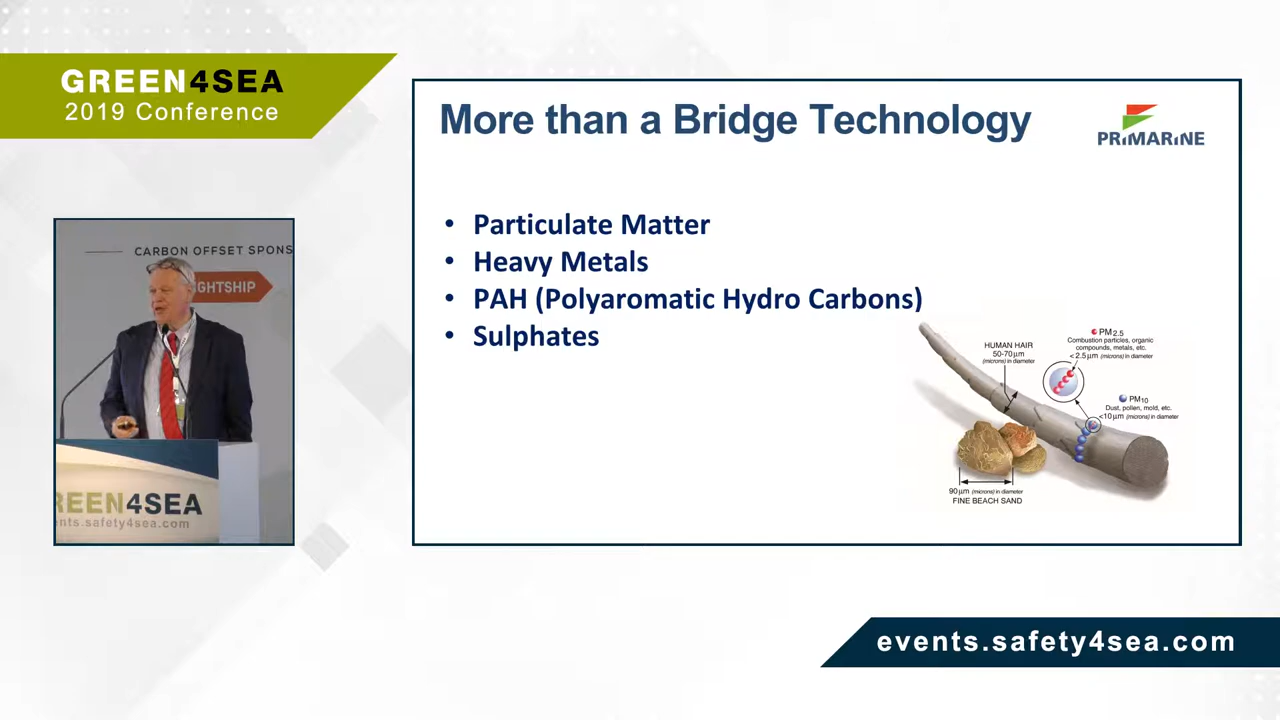 GREEN4SEA
2019 Conference
CARBON OFFSET SPONS
IGHTSHIP
REEN4SEA
nts.safety4sea.com
More than a Bridge Technology
PRIMARINE
• Particulate Matter
• Heavy Metals
• PAH (Polyaromatic Hydro Carbons)
• Sulphates
HUMAN HAIR
50-70μm
(microns) in diameter
PM2.5
Combustion particles, organic
compounds, metals, etc.
<2.5μm (microns) in diameter
PM10
Dust, pollen, mold, etc.
<10μm (microns) in diameter
90μm (microns) in diameter
FINE BEACH SAND
events.safety4sea.com